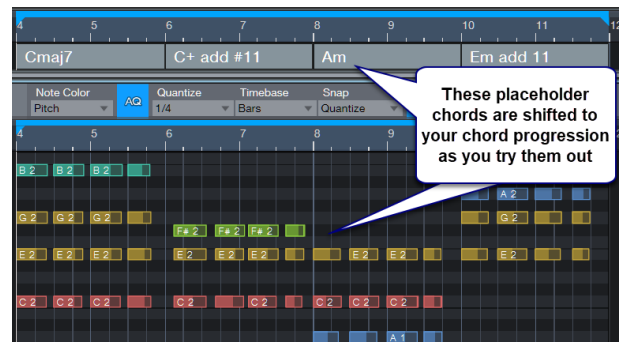 4 5 6 7 8 9 10 11 12
Cmaj7 C+ add #11 Am Em add 11
Note Color Quantize Timebase Snap
Pitch AQ 1/4 Bars Quantize
4 5 6 7 8 9
These placeholder
chords are shifted to
your chord progression
as you try them out
B 2 B 2 B 2
A 2
G 2 G 2 G 2 G 2
F# 2 F# 2 F# 2
E 2 E 2 E 2 E 2 E 2 E 2 E 2 E 2 E 2
C 2 C 2 C 2 C 2 C 2 C 2 C 2 C 2
A 1